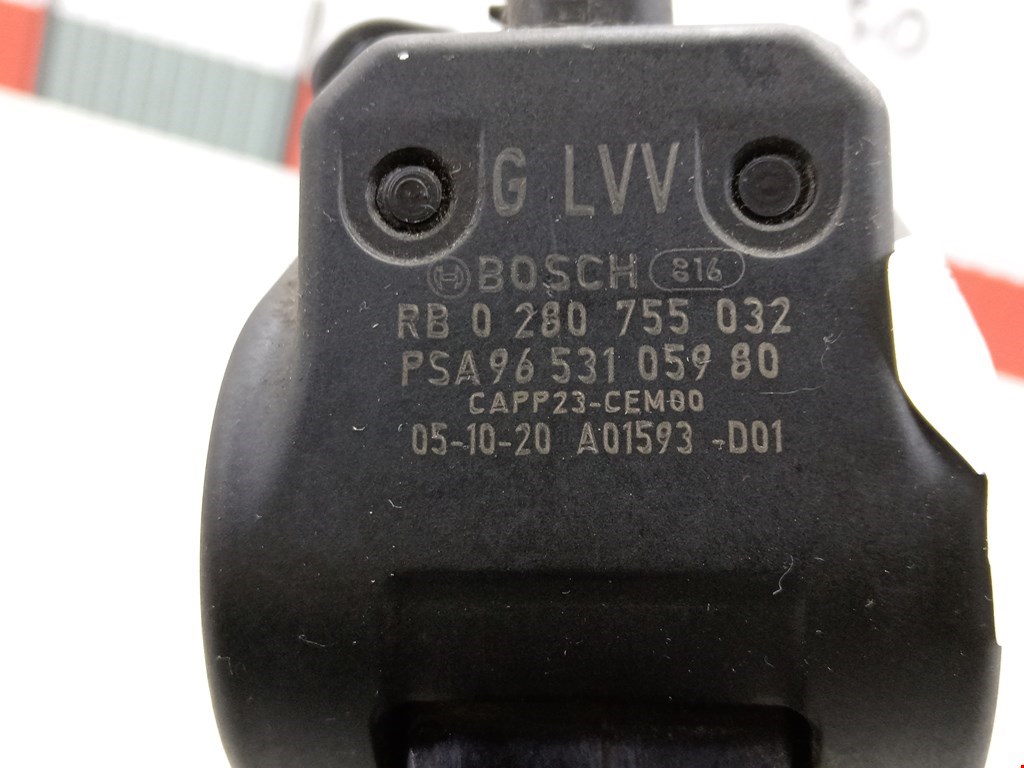 G LVV
BOSCH 816
RB 0 280 755 032
PSA96 531 059 80
CAPP23-CEM00
05-10-20 A01593 -D01